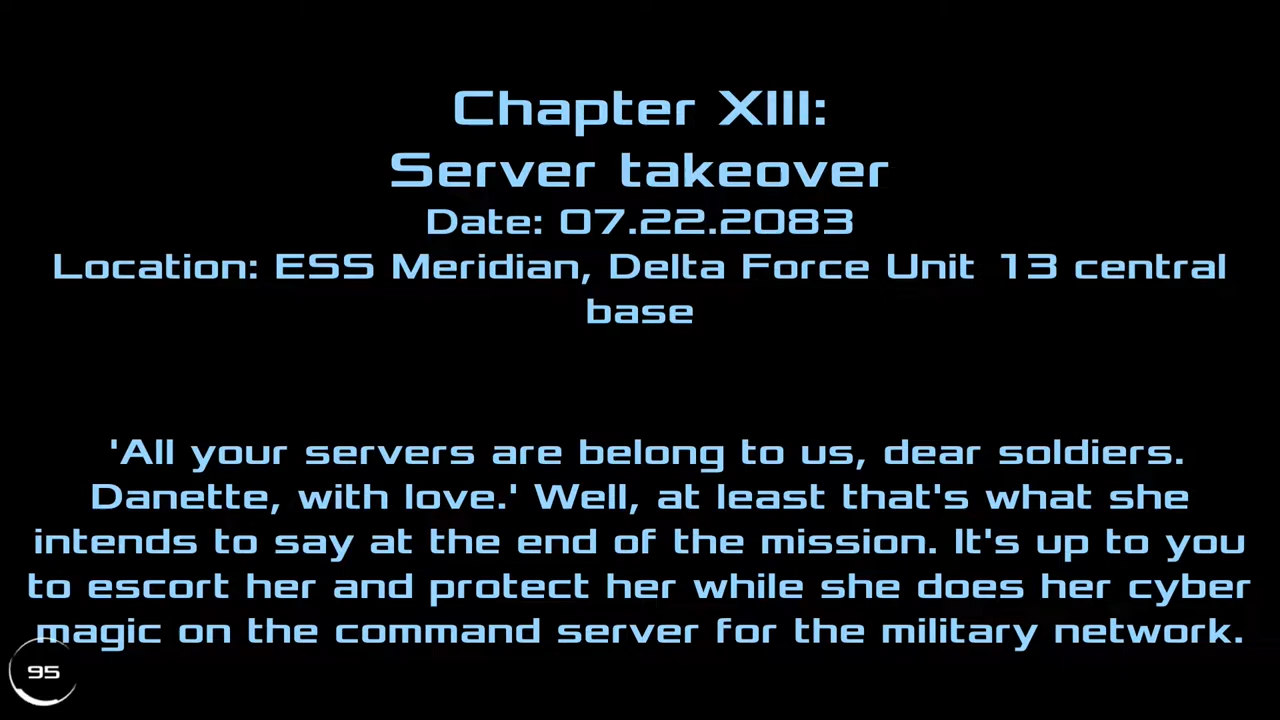 Chapter XIII:
Server takeover
Date: 07.22.2083
Location: ESS Meridian, Delta Force Unit 13 central
base
'All your servers are belong to us, dear soldiers.
Danette, with love.' Well, at least that's what she
intends to say at the end of the mission. It's up to you
to escort her and protect her while she does her cyber
magic on the command server for the military network.
95